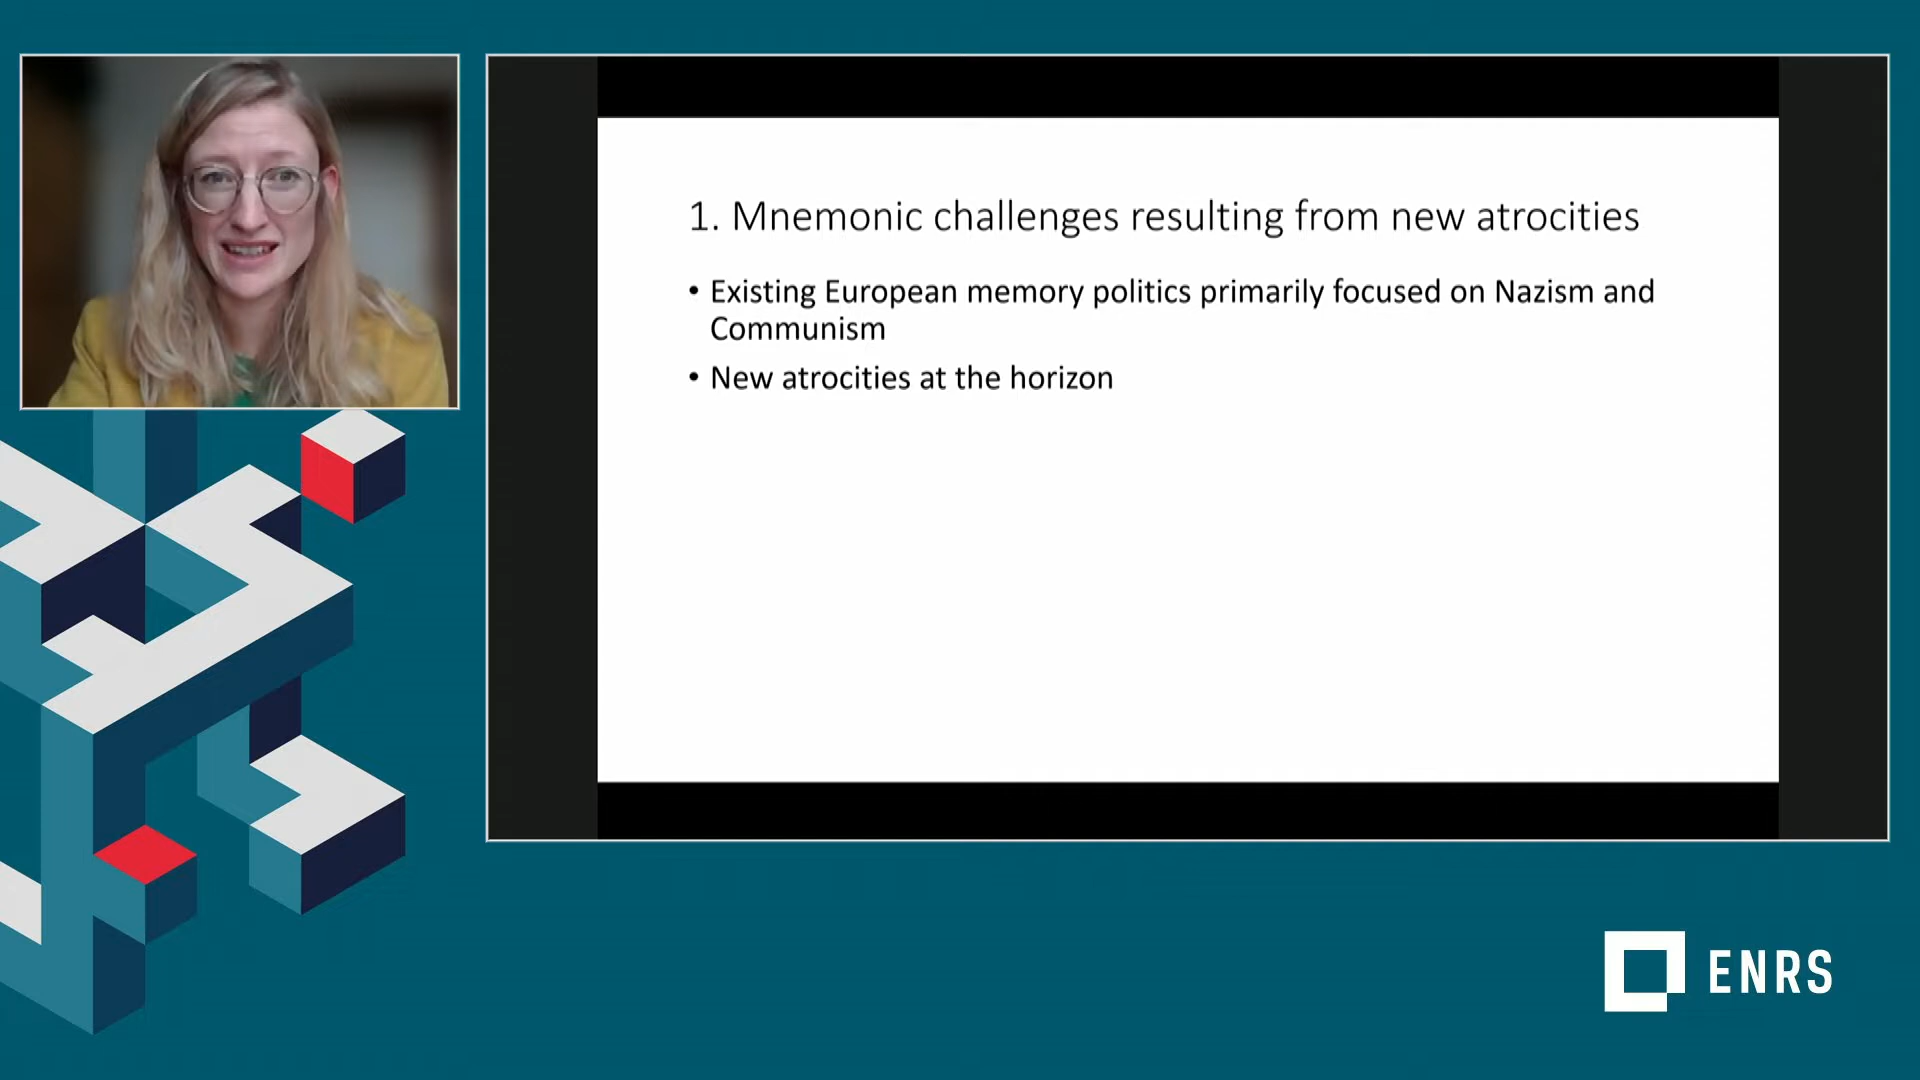 1. Mnemonic challenges resulting from new atrocities
• Existing European memory politics primarily focused on Nazism and
Communism
• New atrocities at the horizon
ENRS